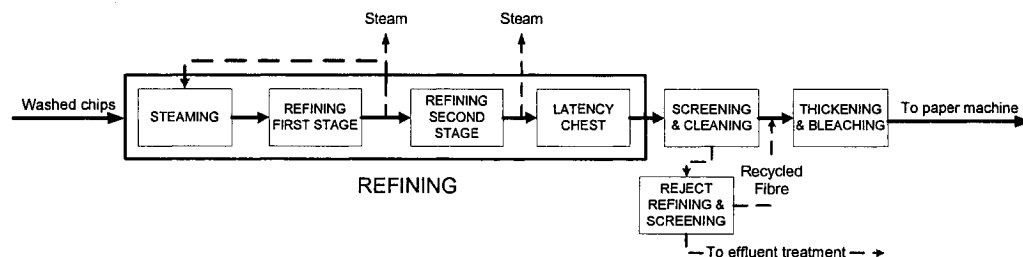 Steam
Steam
Washed chips
STEAMING
REFINING
FIRST STAGE
REFINING
SECOND
STAGE
LATENCY
CHEST
SCREENING
& CLEANING
THICKENING
& BLEACHING
To paper machine
REFINING
REJECT
REFINING &
SCREENING
Recycled
Fibre
To effluent treatment